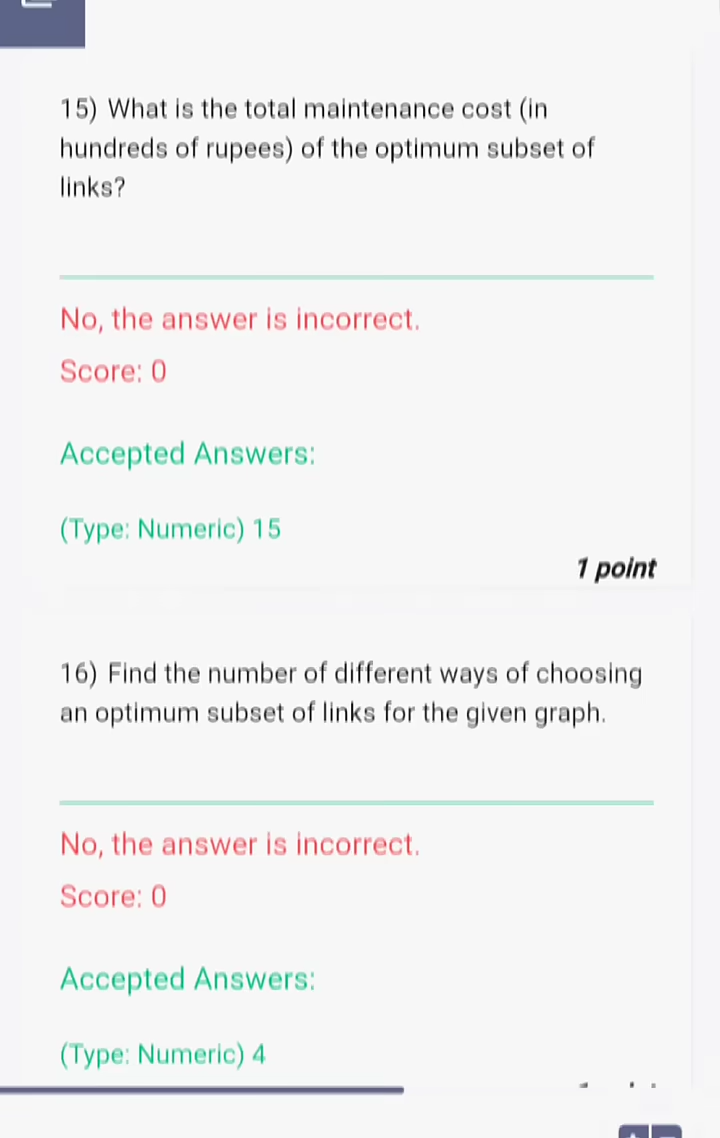 15) What is the total maintenance cost (in
hundreds of rupees) of the optimum subset of
links?
No, the answer is incorrect.
Score: 0
Accepted Answers:
(Type: Numeric) 15
1 point
16) Find the number of different ways of choosing
an optimum subset of links for the given graph.
No, the answer is incorrect.
Score: 0
Accepted Answers:
(Type: Numeric) 4